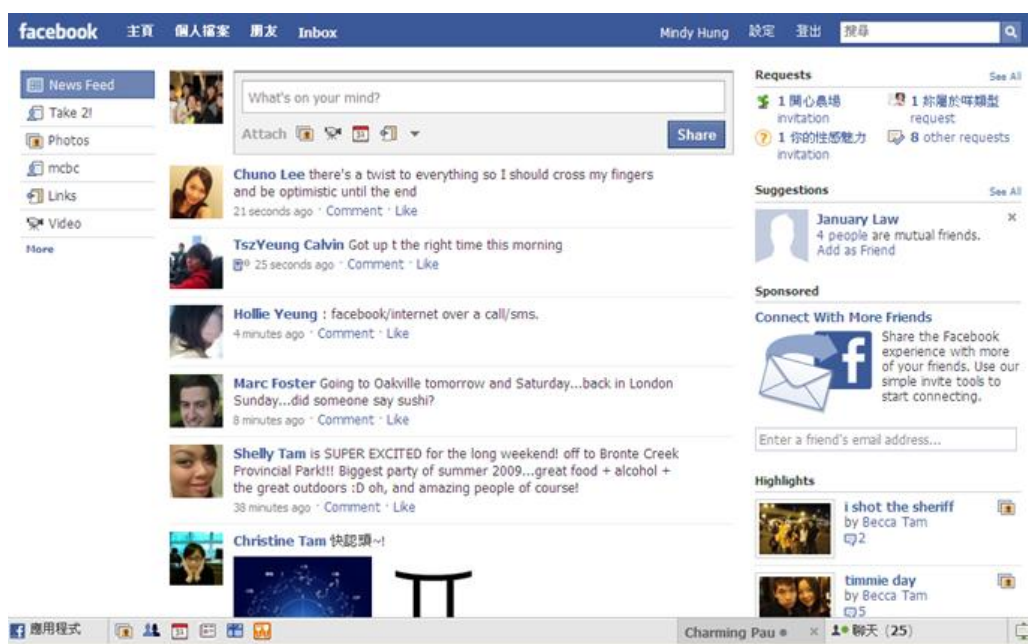 facebook 主頁 個人檔案 朋友 Inbox Mindy Hung 設定 登出 搜尋
News Feed
Take 2!
Photos
mcbc
Links
Video
More
What's on your mind?
Attach 31 Share
Chuno Lee there's a twist to everything so I should cross my fingers
and be optimistic until the end
21 seconds ago · Comment · Like
TszYeung Calvin Got up t the right time this morning
25 seconds ago · Comment · Like
Hollie Yeung : facebook/internet over a call/sms.
4 minutes ago · Comment · Like
Marc Foster Going to Oakville tomorrow and Saturday...back in London
Sunday...did someone say sushi?
8 minutes ago · Comment · Like
Shelly Tam is SUPER EXCITED for the long weekend! off to Bronte Creek
Provincial Park!!! Biggest party of summer 2009...great food + alcohol +
the great outdoors :D oh, and amazing people of course!
38 minutes ago · Comment · Like
Christine Tam 快認頭~!
Requests See All
1 開心農場
invitation
1 妳屬於咩類型
request
1 你的性感魅力
invitation
8 other requests
Suggestions See All
January Law ×
4 people are mutual friends.
Add as Friend
Sponsored
Connect With More Friends
f
Share the Facebook
experience with more
of your friends. Use our
simple invite tools to
start connecting.
Enter a friend's email address...
Highlights
i shot the sheriff
by Becca Tam
2
timmie day
by Becca Tam
5
應用程式 31 Charming Pau × 聊天 (25)